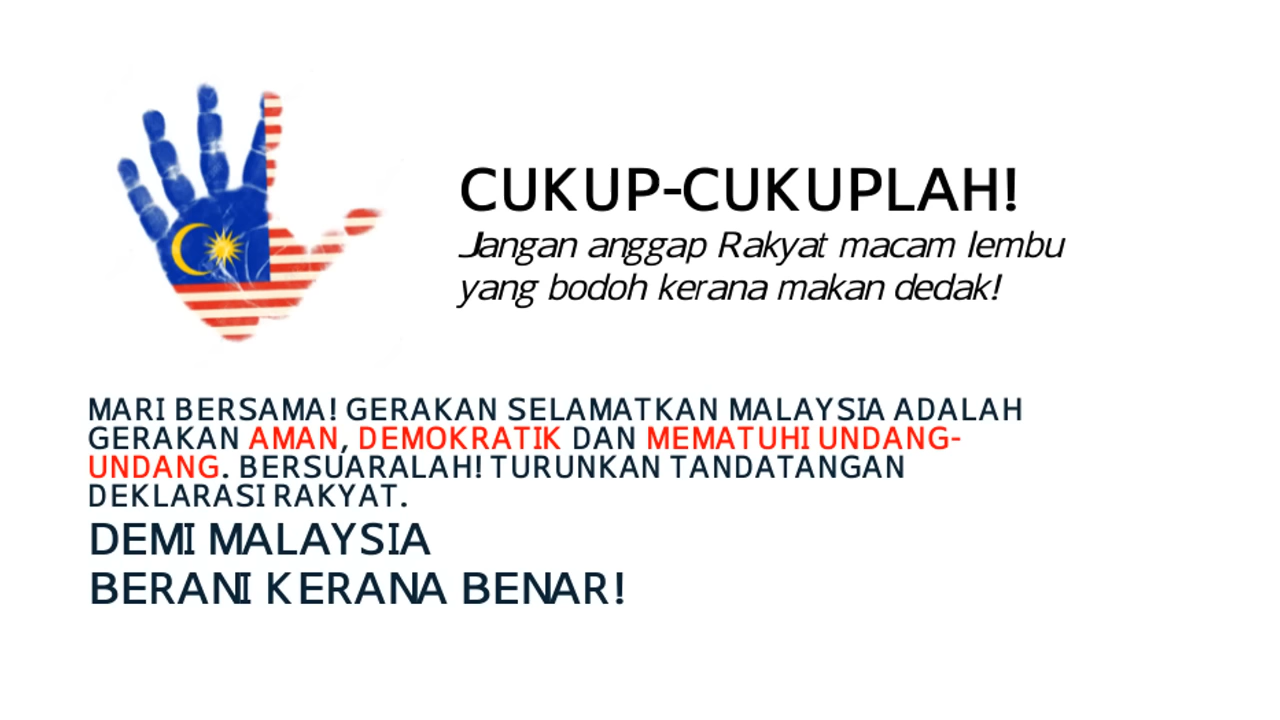 CUKUP-CUKUPLAH!
Jangan anggap Rakyat macam lembu
yang bodoh kerana makan dedak!
MARI BERSAMA! GERAKAN SELAMATKAN MALAYSIA ADALAH
GERAKAN AMAN, DEMOKRATIK DAN MEMATUHI UNDANG-
UNDANG. BERSUARALAH! TURUNKAN TANDATANGAN
DEKLARASI RAKYAT.
DEMI MALAYSIA
BERANI KERANA BENAR!